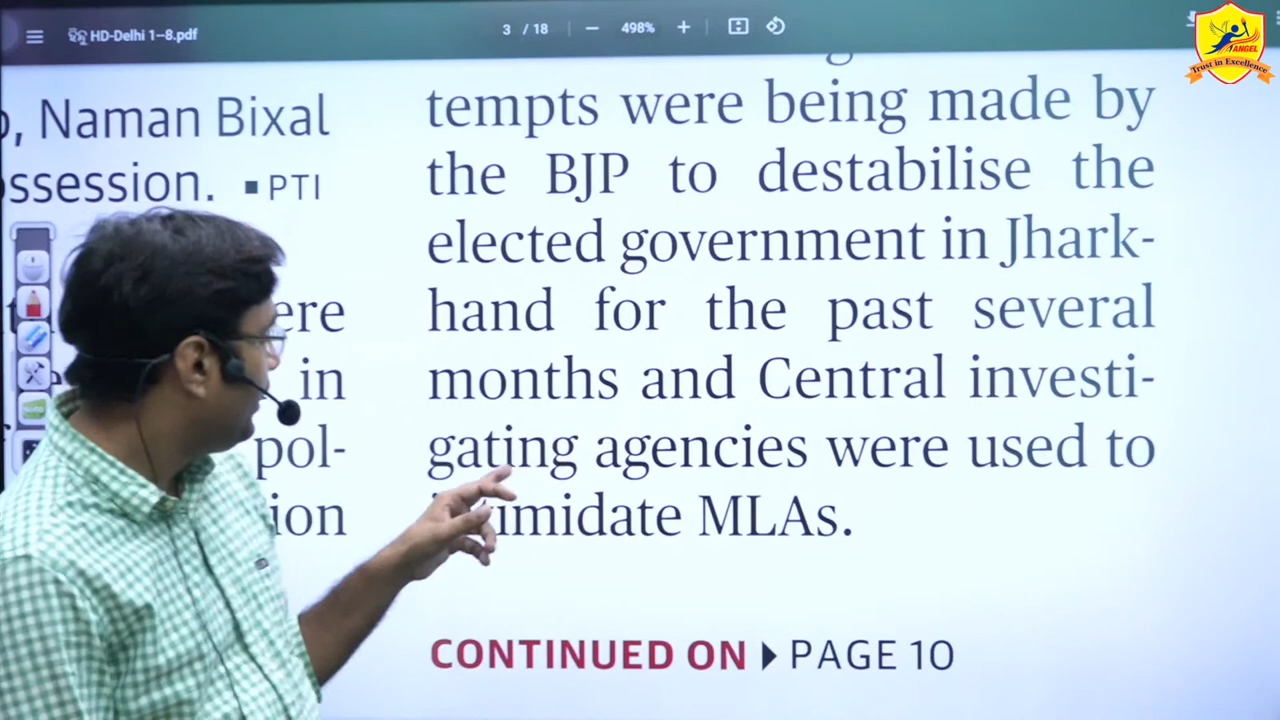 ହିନ୍ଦୁ HD-Delhi 1–8.pdf
3 / 18
498%
ANGEL
Trust in Excellence
Naman Bixal
■ PTI
ere
in
pol-
ion
tempts were being made by
the BJP to destabilise the
elected government in Jhark-
hand for the past several
months and Central investi-
gating agencies were used to
MLAs.
CONTINUED ON ▶ PAGE 10